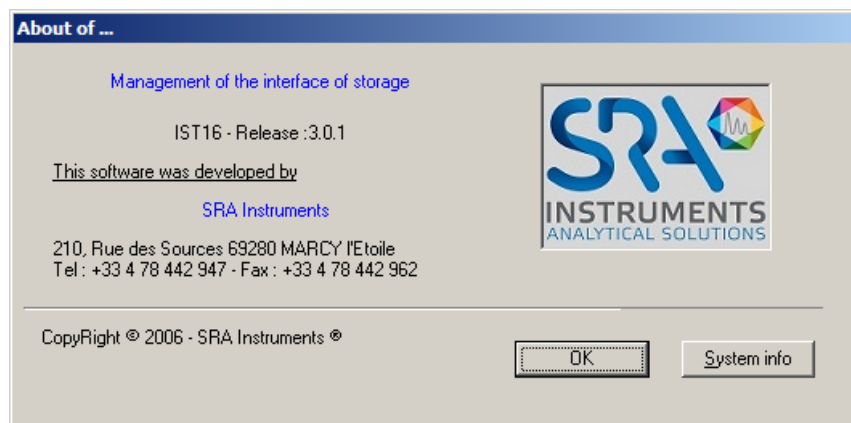 About of ...
Management of the interface of storage
IST16 - Release :3.0.1
This software was developed by
SRA Instruments
210, Rue des Sources 69280 MARCY l'Etoile
Tel : +33 4 78 442 947 - Fax : +33 4 78 442 962
SRA
INSTRUMENTS
ANALYTICAL SOLUTIONS
CopyRight © 2006 - SRA Instruments ®
OK
System info